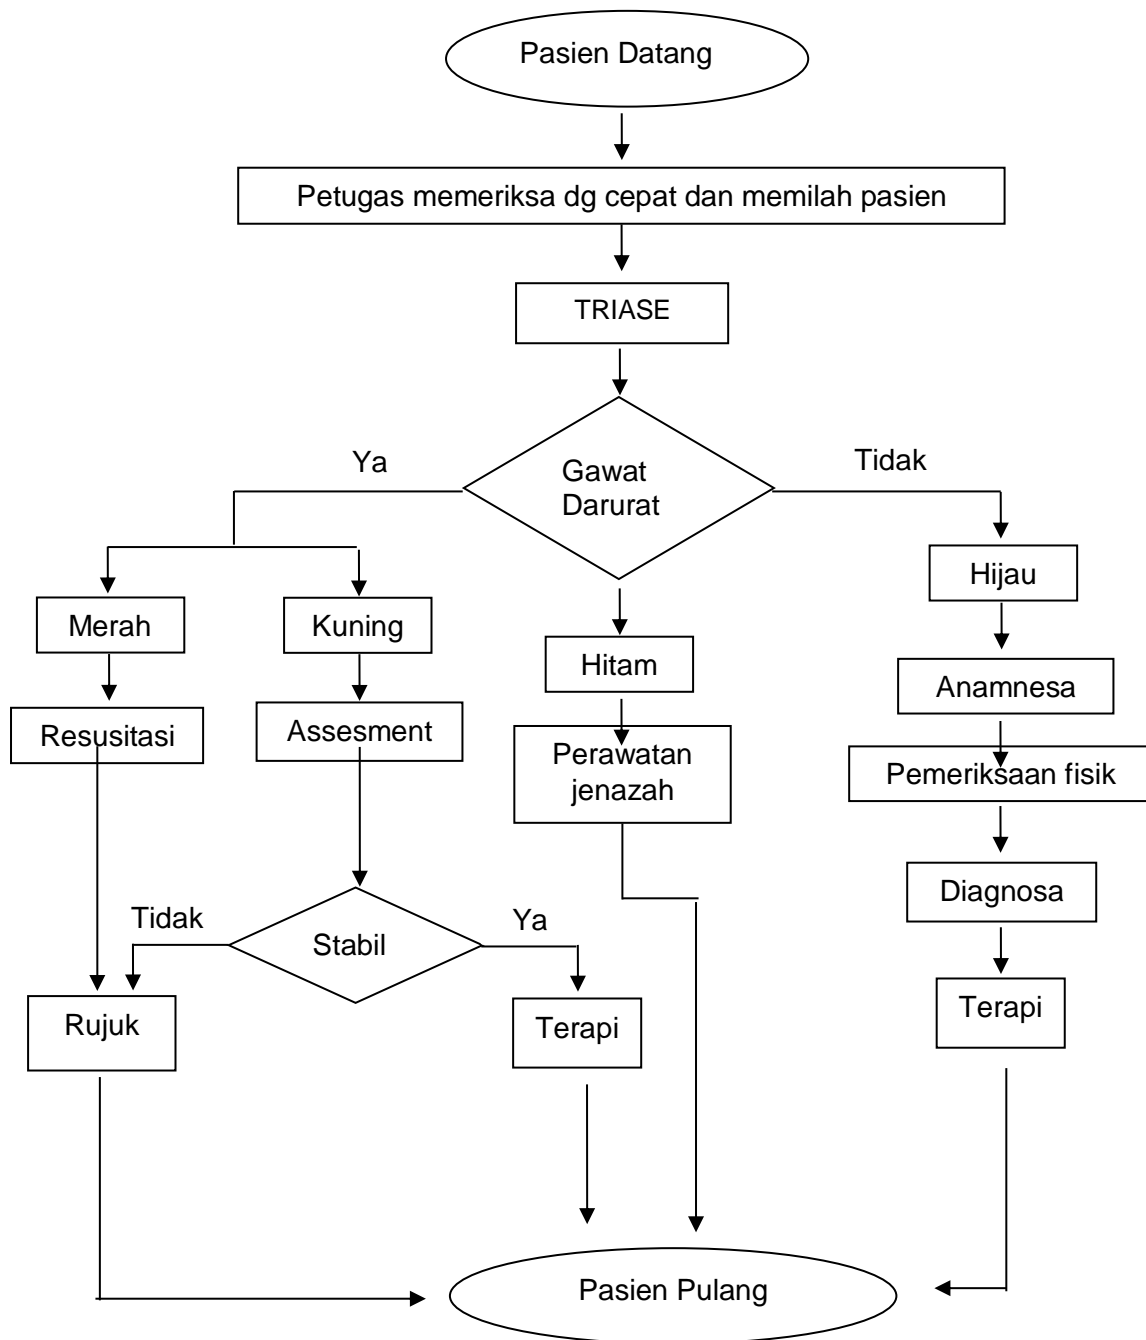 Pasien Datang
Petugas memeriksa dg cepat dan memilah pasien
TRIASE
Ya
Gawat
Darurat
Tidak
Merah
Kuning
Hitam
Hijau
Resusitasi
Assesment
Perawatan
jenazah
Anamnesa
Pemeriksaan fisik
Diagnosa
Tidak
Stabil
Ya
Rujuk
Terapi
Terapi
Pasien Pulang